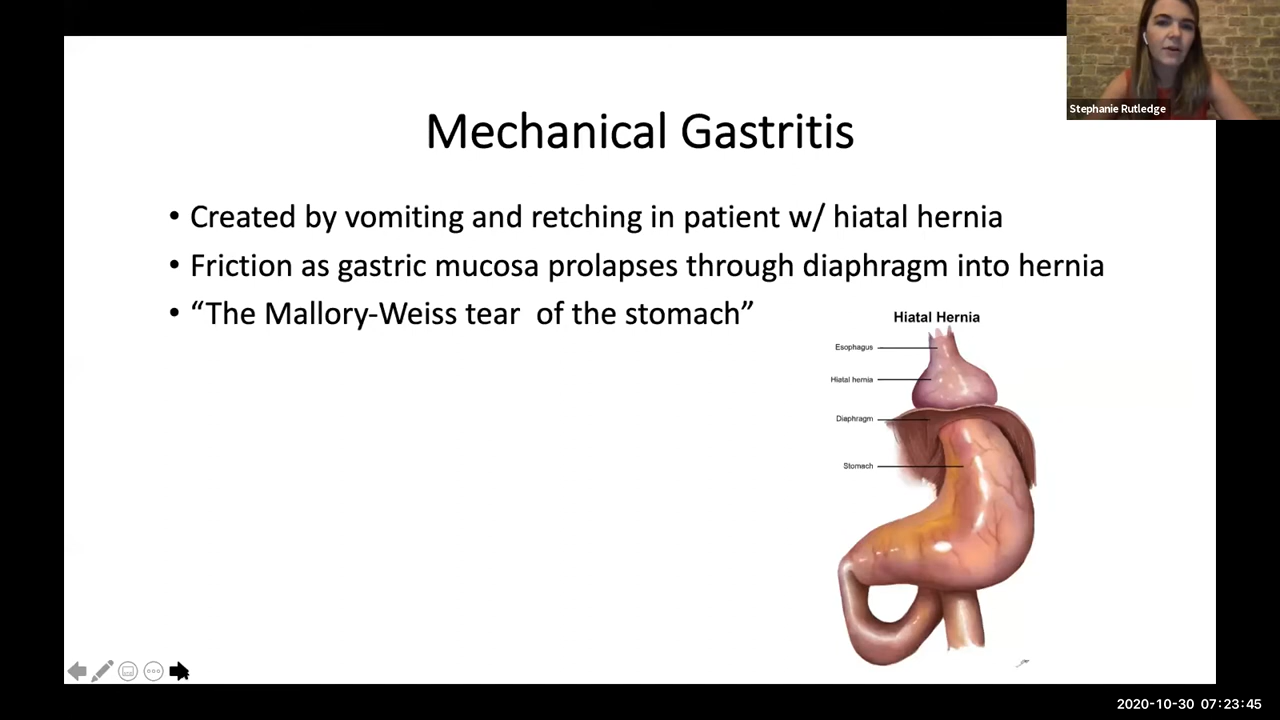 Stephanie Rutledge
Mechanical Gastritis
• Created by vomiting and retching in patient w/ hiatal hernia
• Friction as gastric mucosa prolapses through diaphragm into hernia
• “The Mallory-Weiss tear  of the stomach”
Hiatal Hernia
Esophagus
Hiatal hernia
Diaphragm
Stomach
2020-10-30 07:23:45